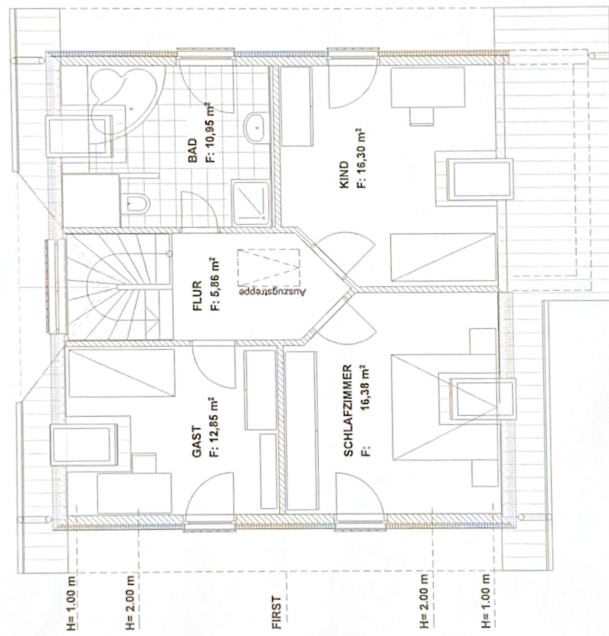 BAD
F: 10,95 m²
KIND
F: 16,30 m²
FLUR
F: 5,86 m²
Auszugstreppe
GAST
F: 12,85 m²
SCHLAFZIMMER
F: 16,38 m²
H= 1,00 m
H= 2,00 m
FIRST
H= 2,00 m
H= 1,00 m